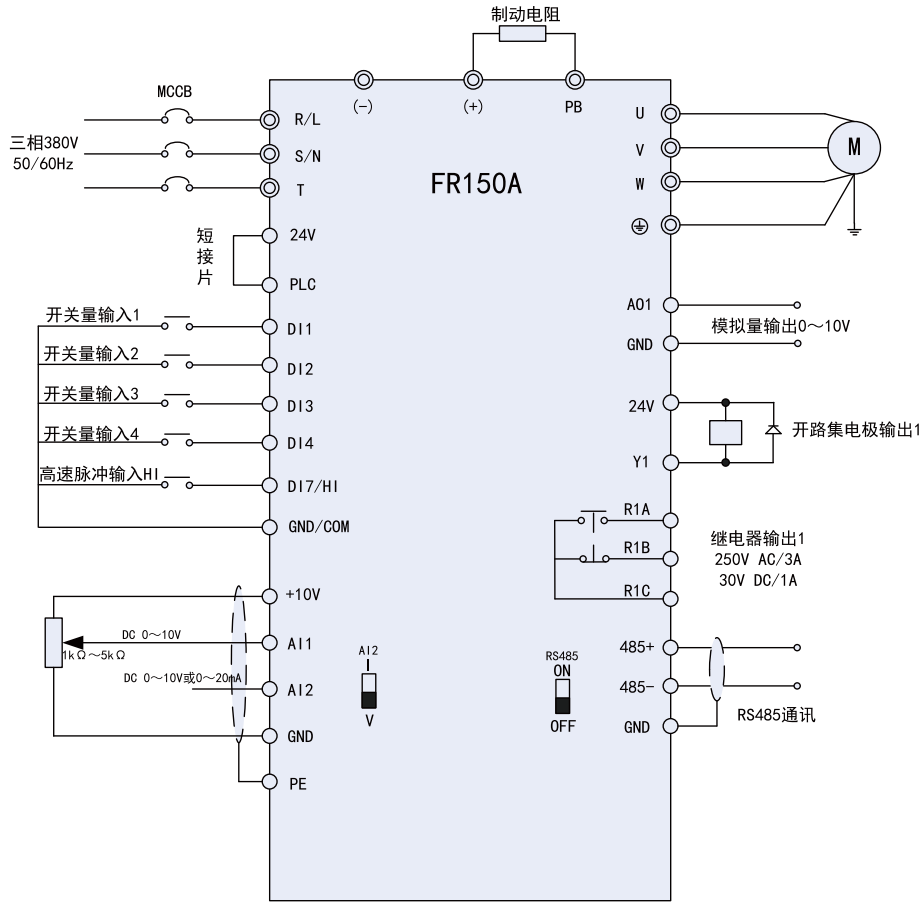 制动电阻
(-)
(+)
PB
MCCB
R/L
S/N
T
三相380V
50/60Hz
FR150A
U
V
W
M
短接片
24V
PLC
开关量输入1
DI1
开关量输入2
DI2
开关量输入3
DI3
开关量输入4
DI4
高速脉冲输入HI
DI7/HI
GND/COM
AO1
模拟量输出0～10V
GND
24V
开路集电极输出1
Y1
R1A
R1B
R1C
继电器输出1
250V AC/3A
30V DC/1A
+10V
DC 0～10V
AI1
1kΩ～5kΩ
DC 0～10V或0～20mA
AI2
GND
PE
AI2
I
V
RS485
ON
OFF
485+
485-
RS485通讯
GND